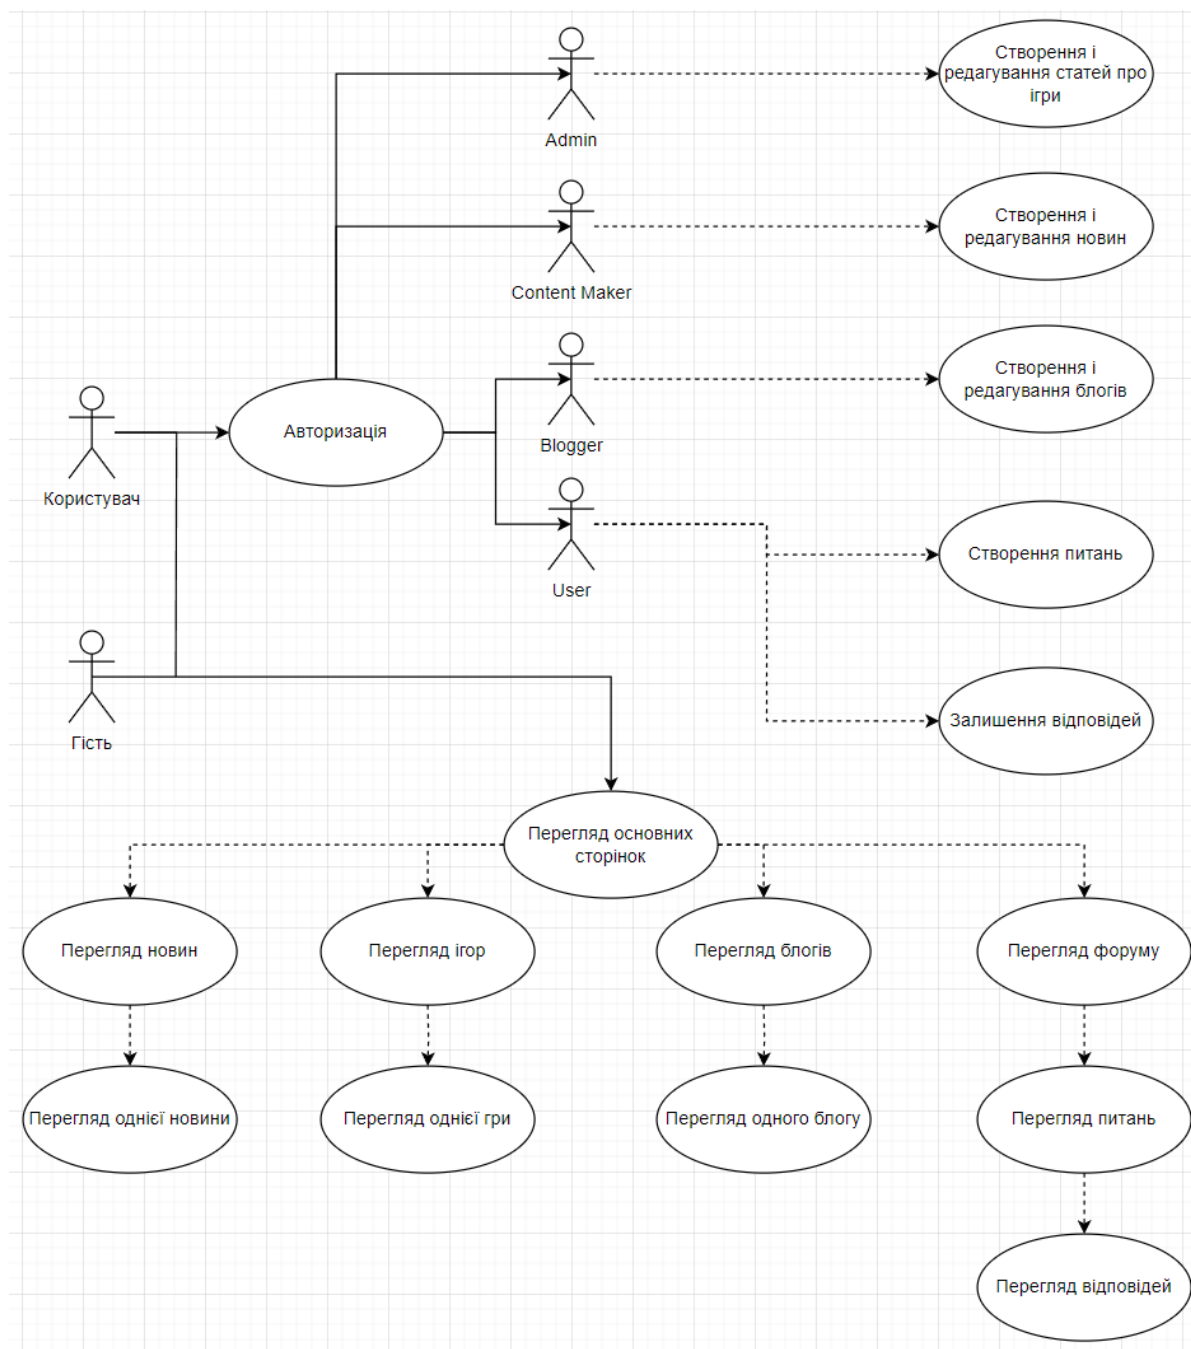 Admin
Створення і
редагування статей про
ігри
Content Maker
Створення і
редагування новин
Blogger
Створення і
редагування блогів
Користувач
Авторизація
User
Створення питань
Гість
Залишення відповідей
Перегляд основних
сторінок
Перегляд новин
Перегляд ігор
Перегляд блогів
Перегляд форуму
Перегляд однієї новини
Перегляд однієї гри
Перегляд одного блогу
Перегляд питань
Перегляд відповідей